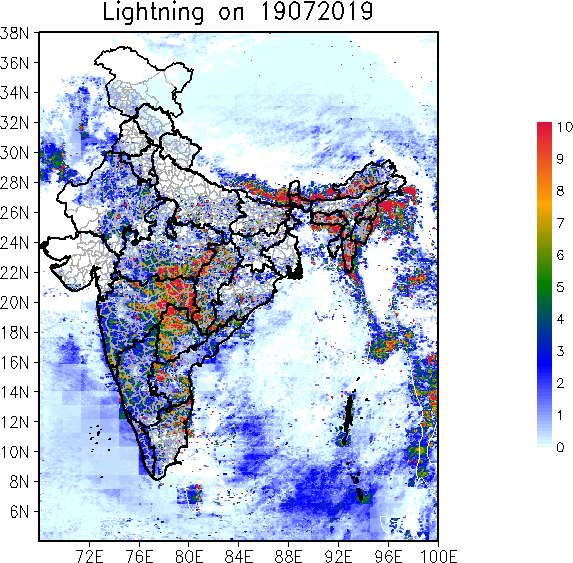 Lightning on 19072019
38N
36N
34N
32N
30N
28N
26N
24N
22N
20N
18N
16N
14N
12N
10N
8N
6N
72E 76E 80E 84E 88E 92E 96E 100E
10
9
8
7
6
5
4
3
2
1
0